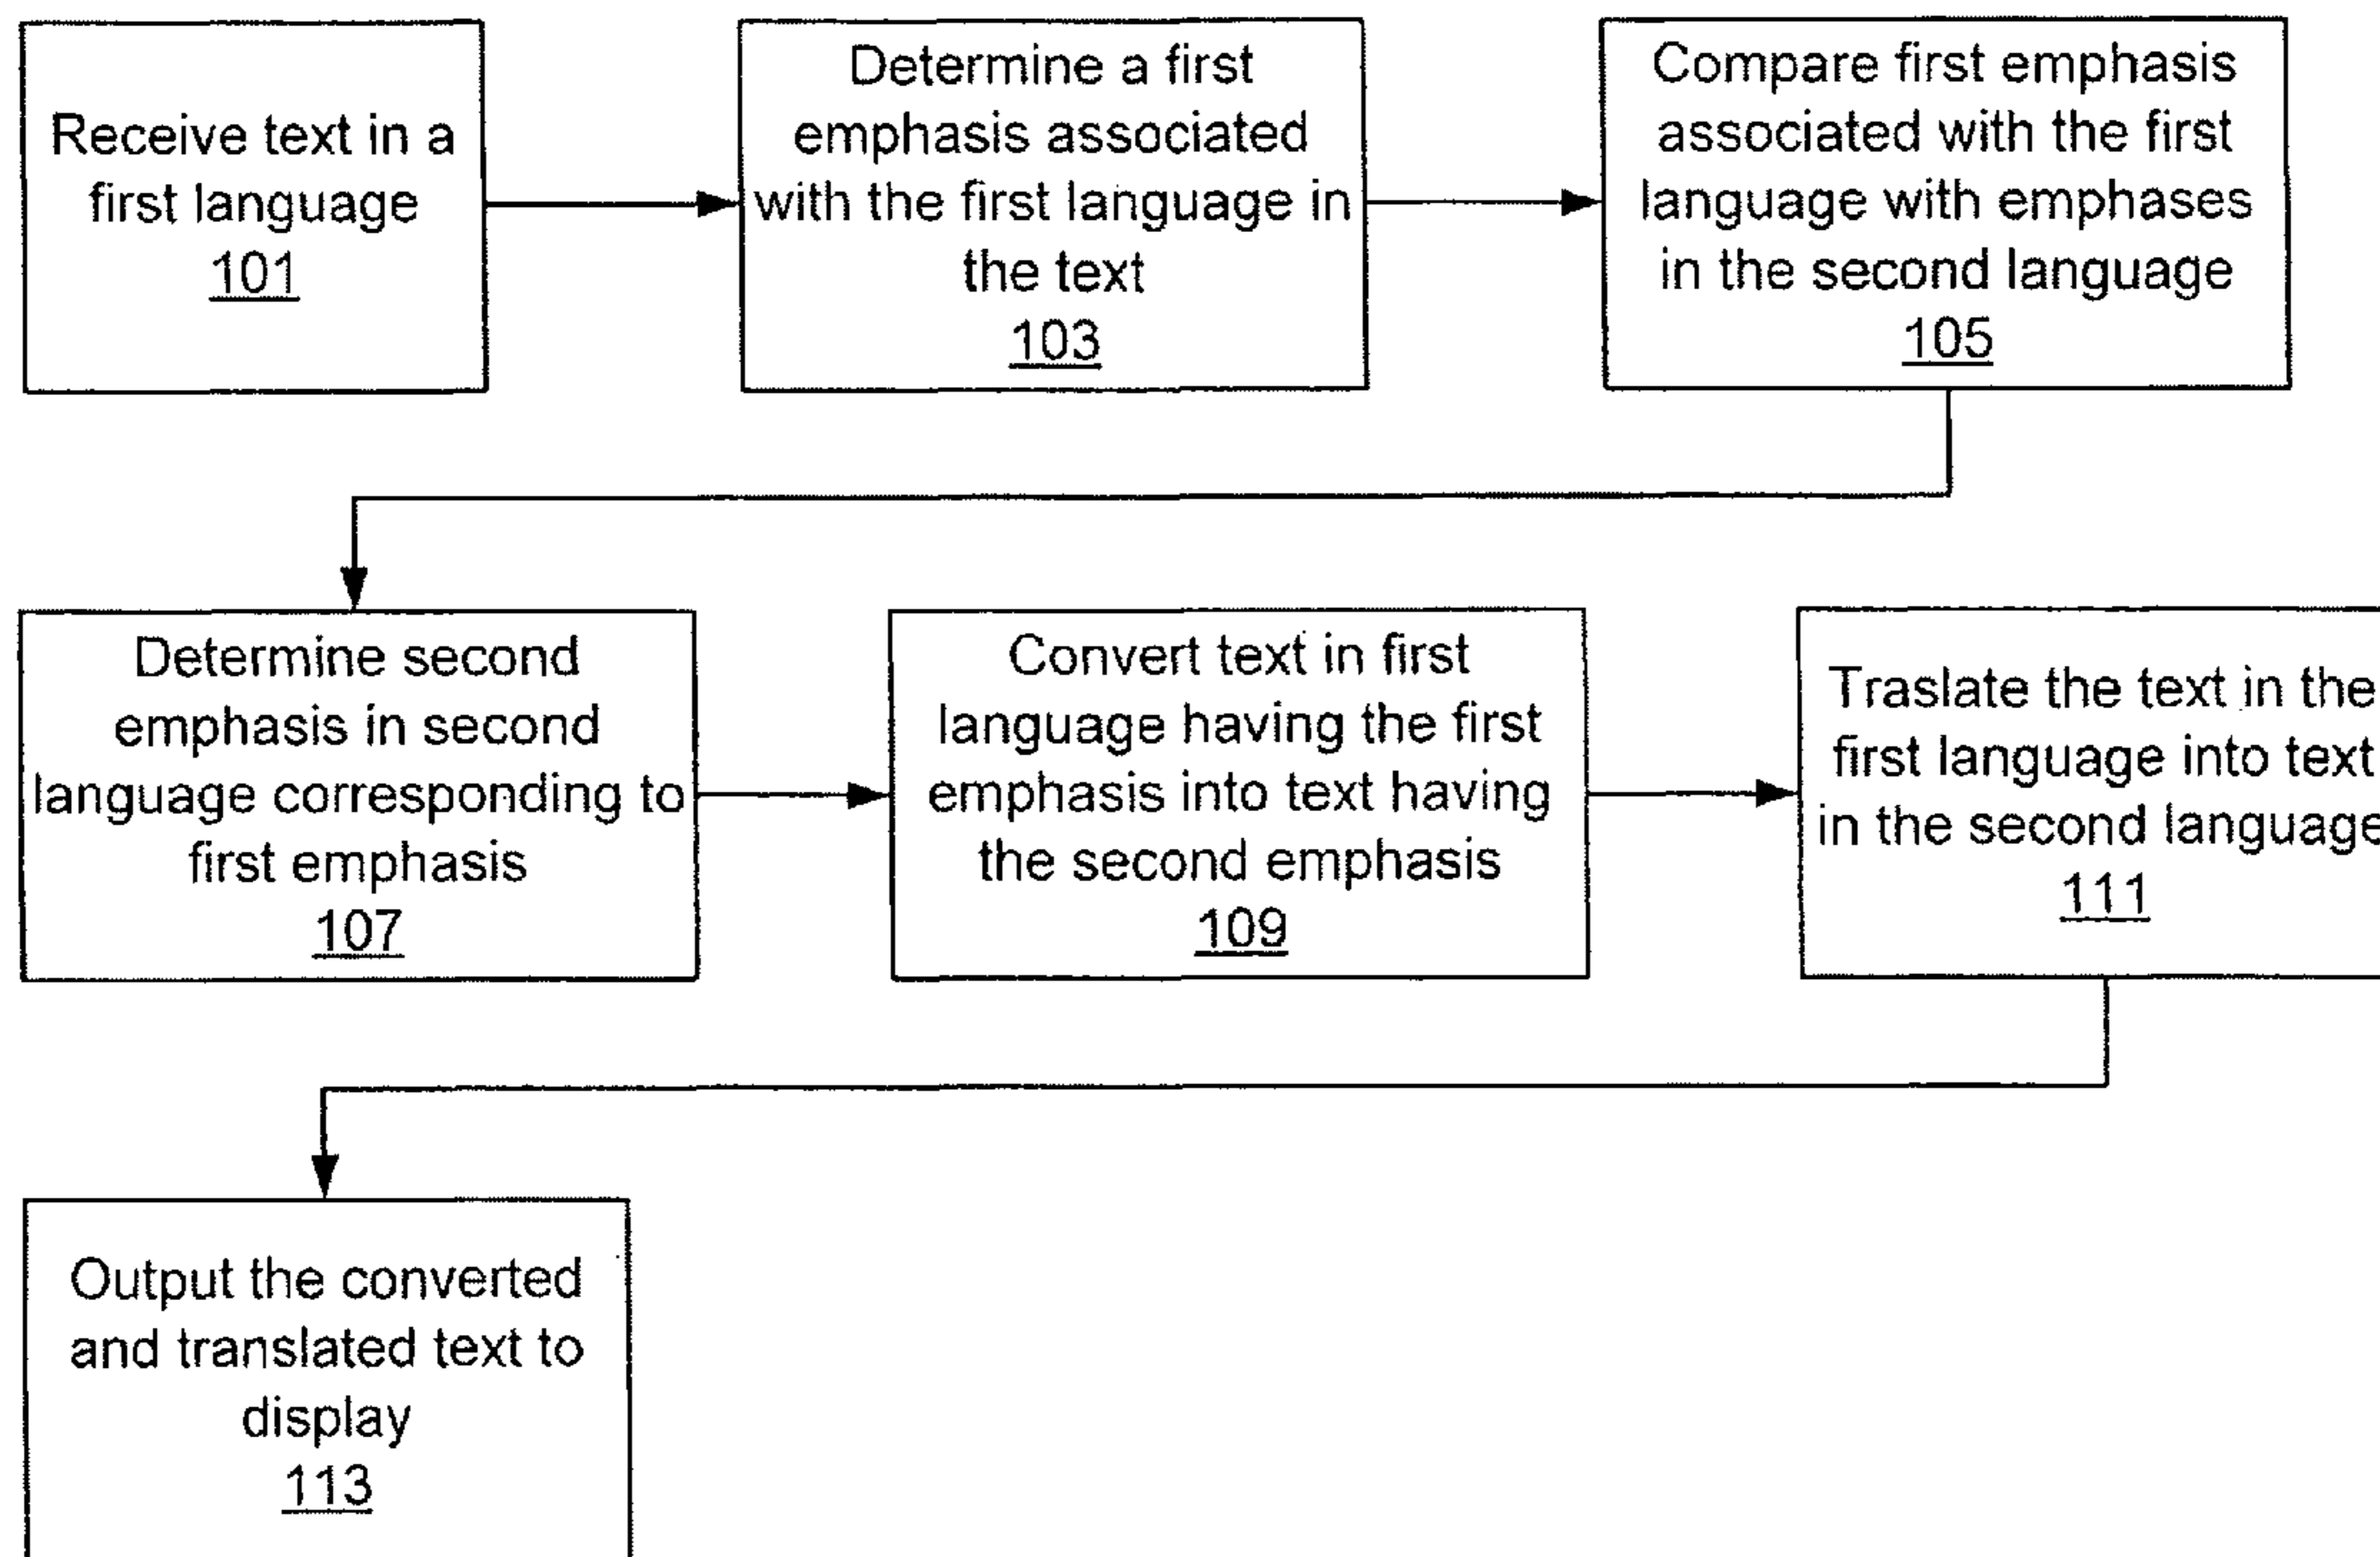 Receive text in a
first language
101
Determine a first
emphasis associated
with the first language in
the text
103
Compare first emphasis
associated with the first
language with emphases
in the second language
105
Determine second
emphasis in second
language corresponding to
first emphasis
107
Convert text in first
language having the first
emphasis into text having
the second emphasis
109
Traslate the text in the
first language into text
in the second language
111
Output the converted
and translated text to
display
113